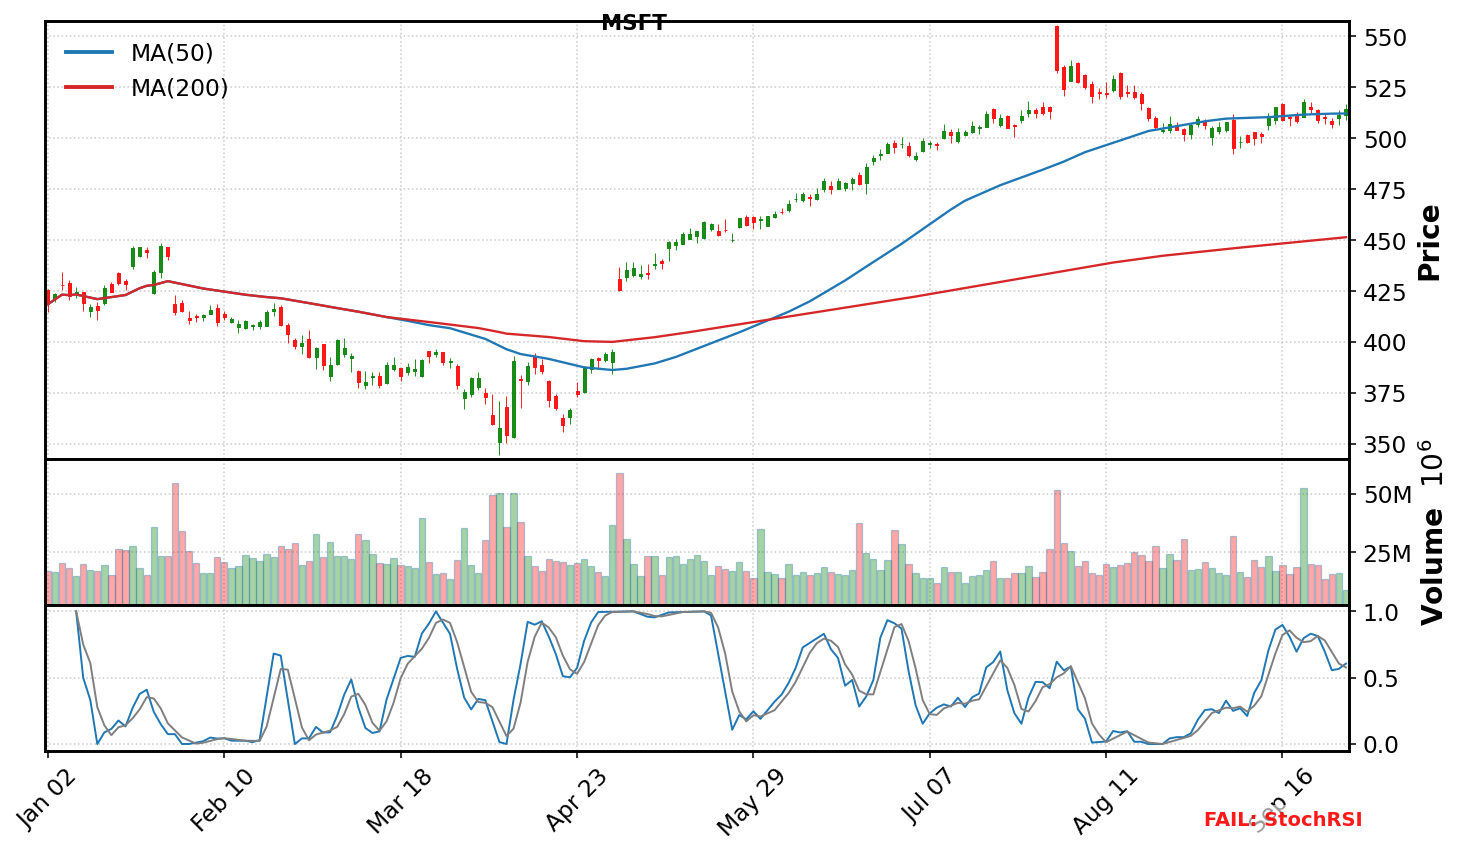 MSFT
MA(50)
MA(200)
550
525
500
475
450
425
400
375
350
Price
50M
25M
Volume 10⁶
1.0
0.5
0.0
Jan 02
Feb 10
Mar 18
Apr 23
May 29
Jul 07
Aug 11
Sep 16
FAIL: StochRSI